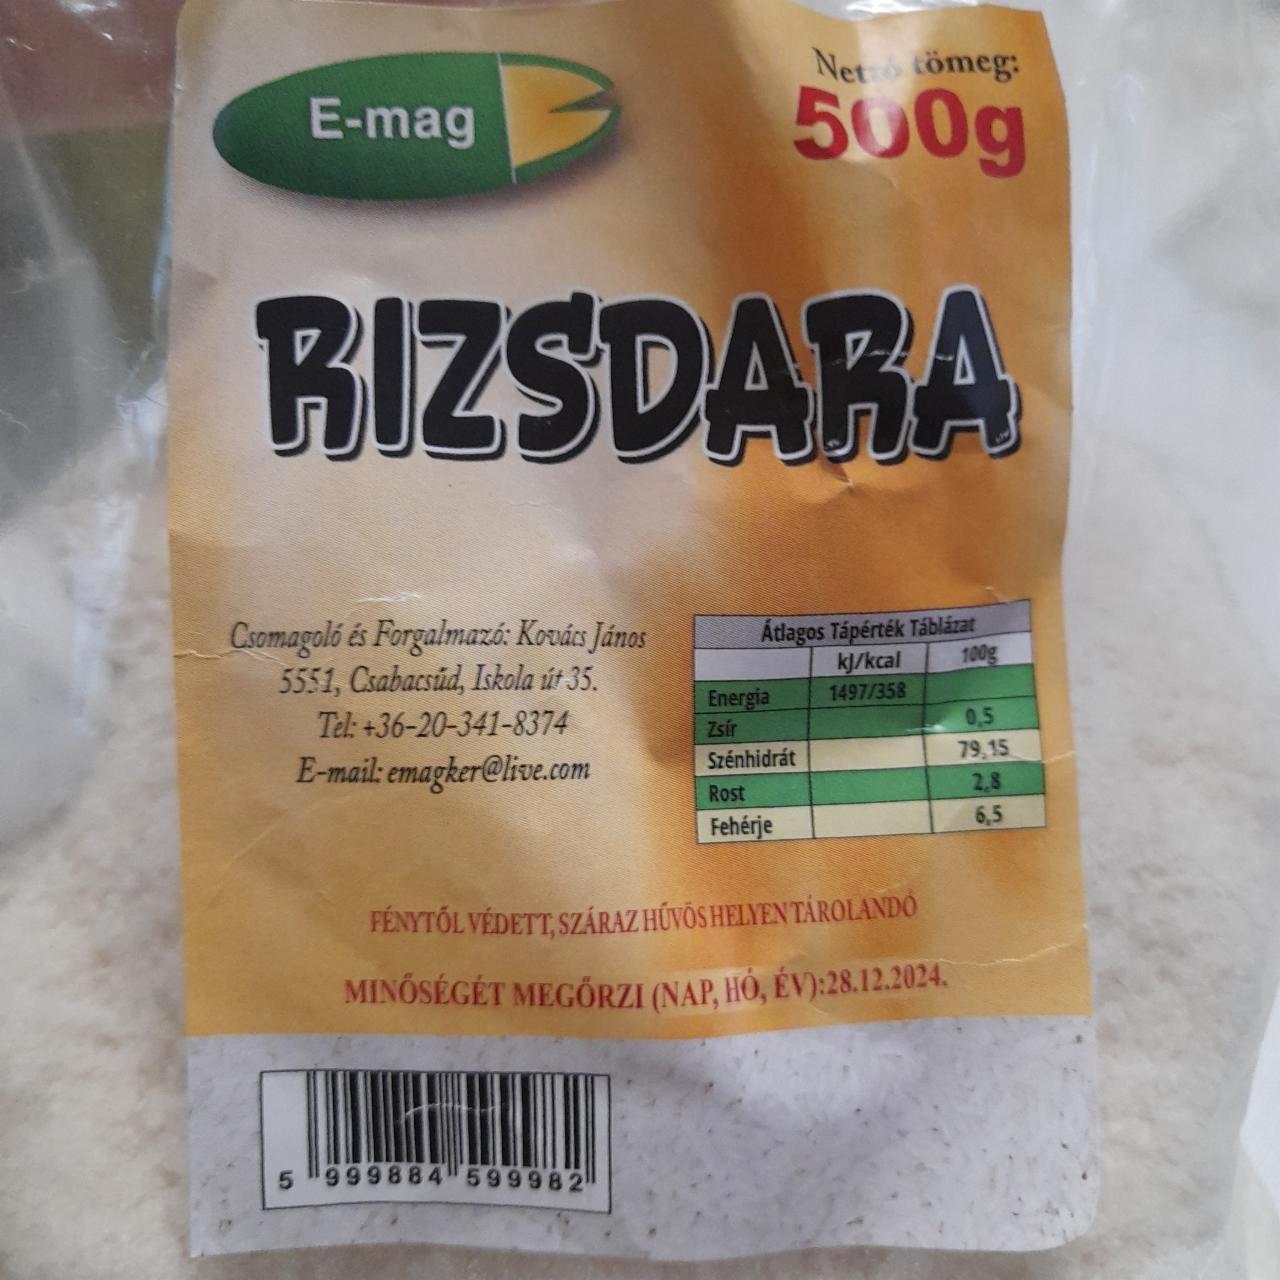 E-mag
Nettó tömeg:
500g
RIZSDARA
Csomagoló és Forgalmazó: Kovács János
5551, Csabacsűd, Iskola út 35.
Tel: +36-20-341-8374
E-mail: emagker@live.com
Átlagos Tápérték Táblázat
kJ/kcal 100g
Energia 1497/358
Zsír 0,5
Szénhidrát 79,15
Rost 2,8
Fehérje 6,5
FÉNYTŐL VÉDETT, SZÁRAZ HŰVÖS HELYEN TÁROLANDÓ
MINŐSÉGÉT MEGŐRZI (NAP, HÓ, ÉV):28.12.2024.
5 999884 599982